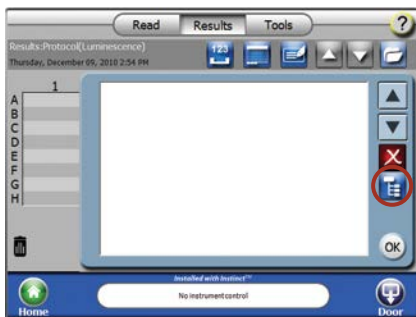 Read Results Tools ?
Results:Protocol(Luminescence)
Thursday, December 09, 2010 2:54 PM
123
1
A
B
C
D
E
F
G
H
X
OK
Installed with Instinct™
No instrument control
Home Door